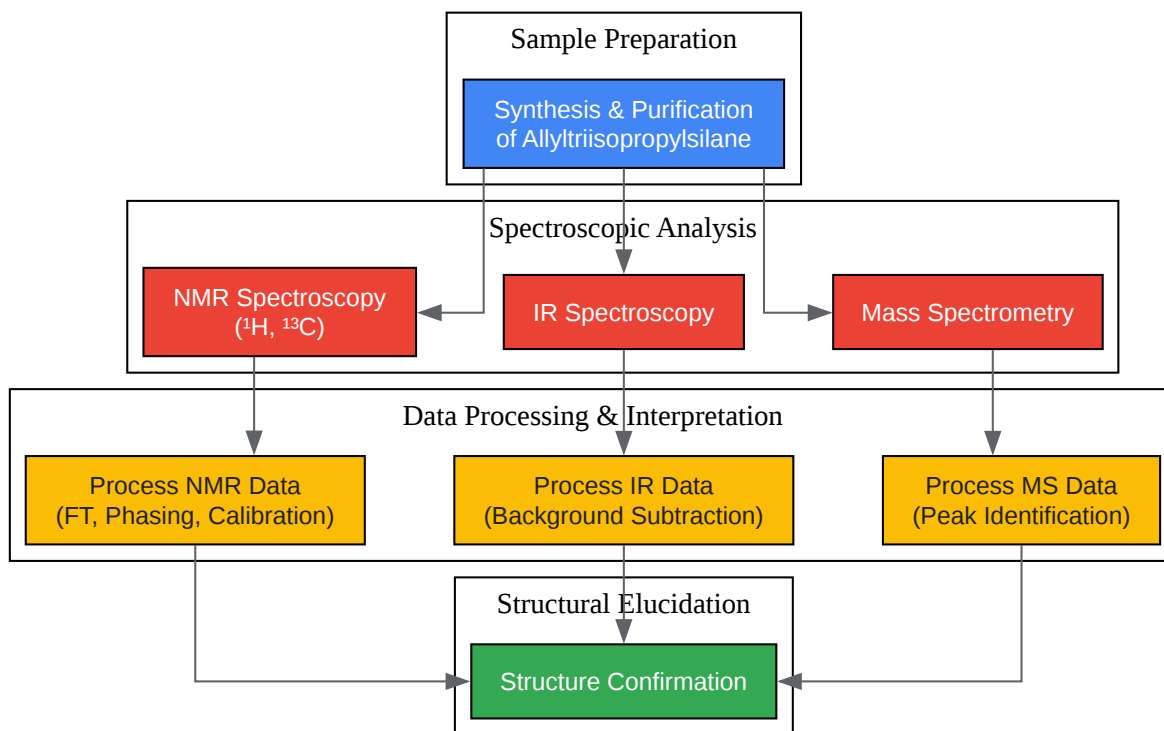 Sample Preparation
Synthesis & Purification
of Allyltriisopropylsilane
Spectroscopic Analysis
NMR Spectroscopy
(¹H, ¹³C)
IR Spectroscopy
Mass Spectrometry
Data Processing & Interpretation
Process NMR Data
(FT, Phasing, Calibration)
Process IR Data
(Background Subtraction)
Process MS Data
(Peak Identification)
Structural Elucidation
Structure Confirmation